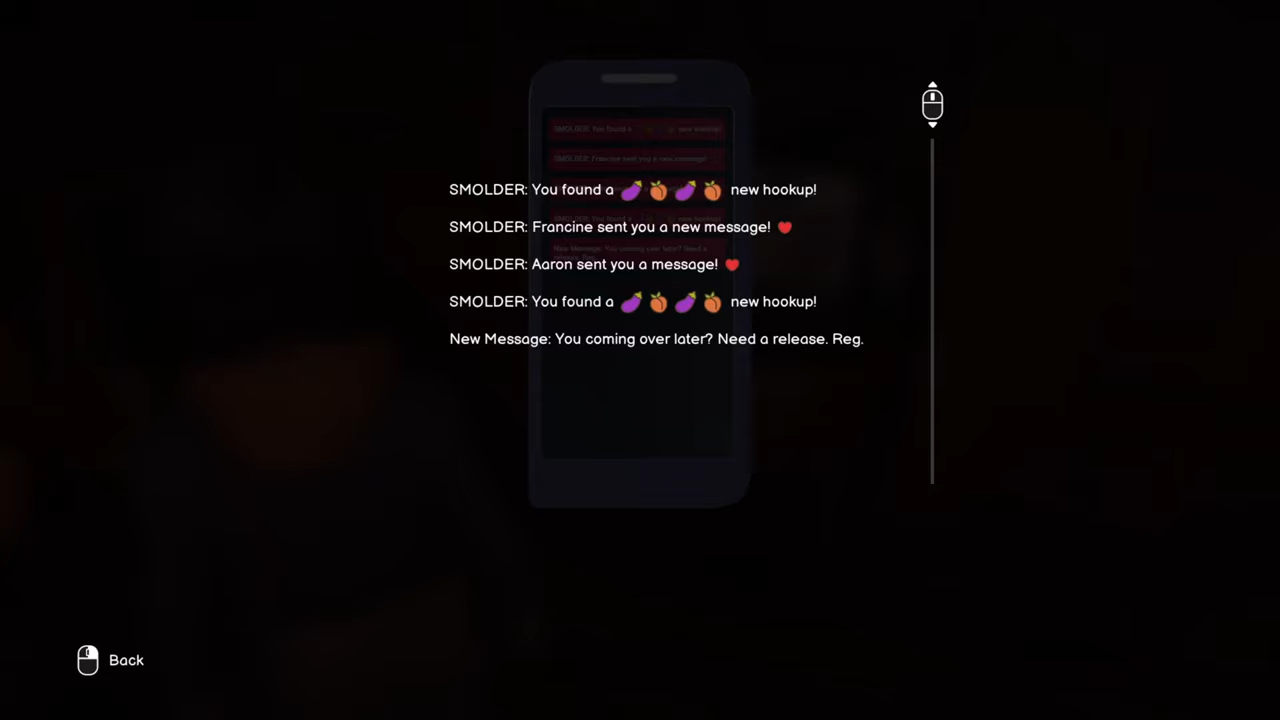 SMOLDER: You found a 🍆 🍑 🍆 🍑 new hookup!
SMOLDER: Francine sent you a new message! ❤️
SMOLDER: Aaron sent you a message! ❤️
SMOLDER: You found a 🍆 🍑 🍆 🍑 new hookup!
New Message: You coming over later? Need a release. Reg.
Back